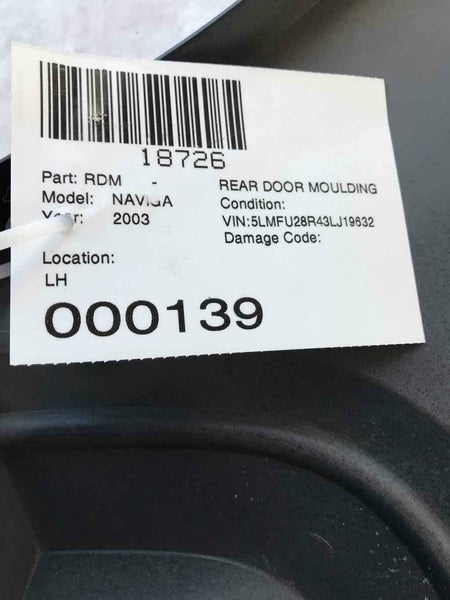 18726
Part: RDM - REAR DOOR MOULDING
Model: NAVIGA Condition:
Year: 2003 VIN:5LMFU28R43LJ19632
Damage Code:
Location:
LH
000139